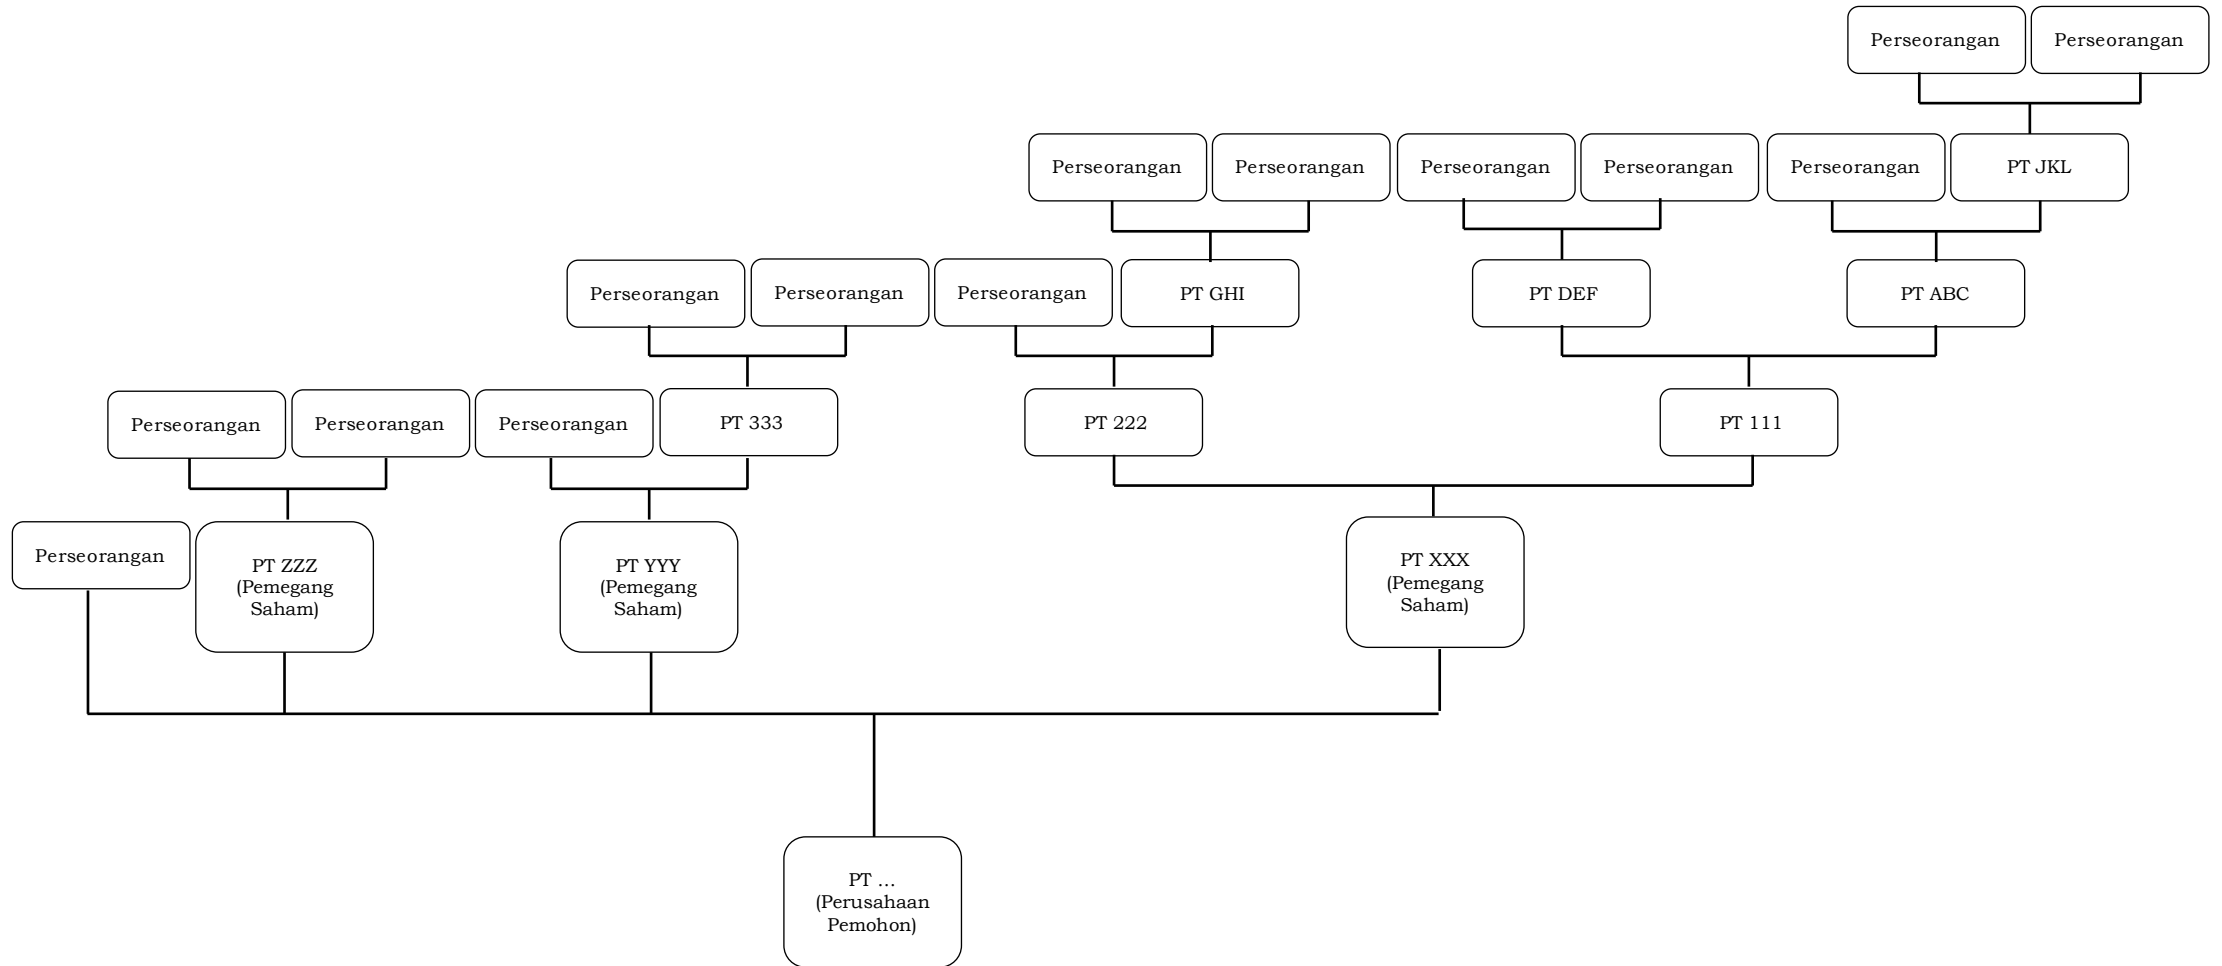 Perseorangan
Perseorangan
Perseorangan
Perseorangan
Perseorangan
Perseorangan
Perseorangan
PT JKL
Perseorangan
Perseorangan
Perseorangan
PT GHI
PT DEF
PT ABC
Perseorangan
Perseorangan
Perseorangan
PT 333
PT 222
PT 111
Perseorangan
PT ZZZ
(Pemegang
Saham)
PT YYY
(Pemegang
Saham)
PT XXX
(Pemegang
Saham)
PT ...
(Perusahaan
Pemohon)